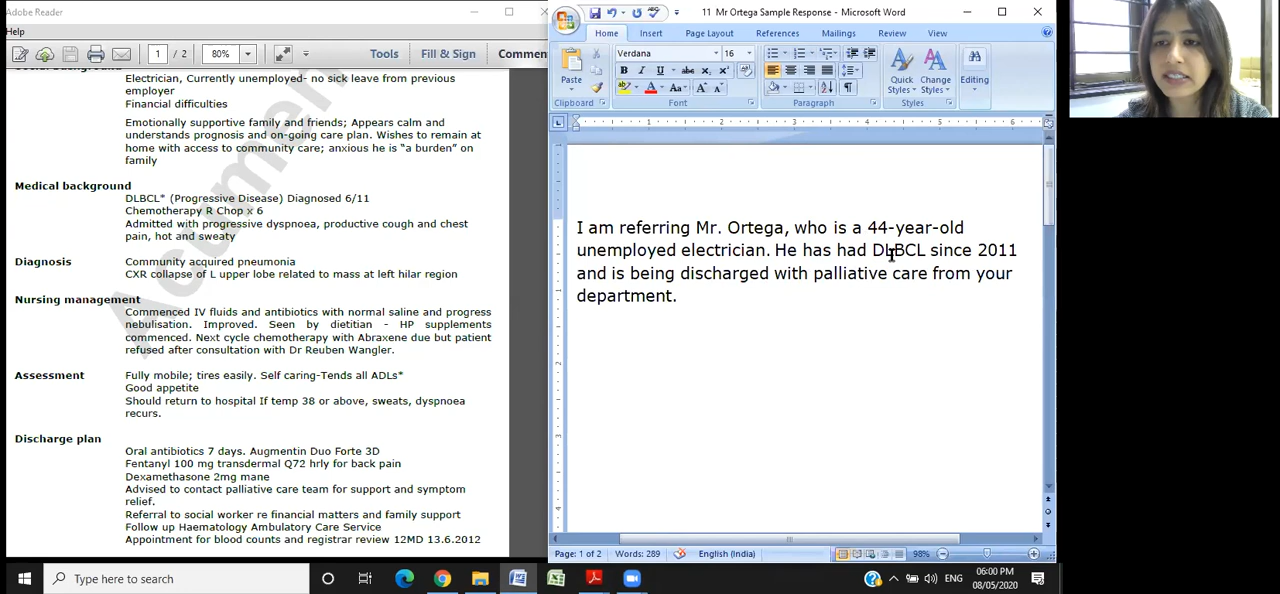 Adobe Reader
Help
1 / 2 80% Tools Fill & Sign Commen
Electrician, Currently unemployed- no sick leave from previous
employer
Financial difficulties
Emotionally supportive family and friends; Appears calm and
understands prognosis and on-going care plan. Wishes to remain at
home with access to community care; anxious he is “a burden” on
family
Medical background
DLBCL* (Progressive Disease) Diagnosed 6/11
Chemotherapy R Chop x 6
Admitted with progressive dyspnoea, productive cough and chest
pain, hot and sweaty
Diagnosis Community acquired pneumonia
CXR collapse of L upper lobe related to mass at left hilar region
Nursing management
Commenced IV fluids and antibiotics with normal saline and progress
nebulisation. Improved. Seen by dietitian - HP supplements
commenced. Next cycle chemotherapy with Abraxene due but patient
refused after consultation with Dr Reuben Wangler.
Assessment Fully mobile; tires easily. Self caring-Tends all ADLs*
Good appetite
Should return to hospital If temp 38 or above, sweats, dyspnoea
recurs.
Discharge plan
Oral antibiotics 7 days. Augmentin Duo Forte 3D
Fentanyl 100 mg transdermal Q72 hrly for back pain
Dexamethasone 2mg mane
Advised to contact palliative care team for support and symptom
relief.
Referral to social worker re financial matters and family support
Follow up Haematology Ambulatory Care Service
Appointment for blood counts and registrar review 12MD 13.6.2012
11 Mr Ortega Sample Response - Microsoft Word
Home Insert Page Layout References Mailings Review View
Verdana 16
Paste Quick Styles Change Styles Editing
Clipboard Font Paragraph Styles
I am referring Mr. Ortega, who is a 44-year-old
unemployed electrician. He has had DLBCL since 2011
and is being discharged with palliative care from your
department.
Page: 1 of 2 Words: 289 English (India) 98%
Type here to search
ENG 06:00 PM
08/05/2020